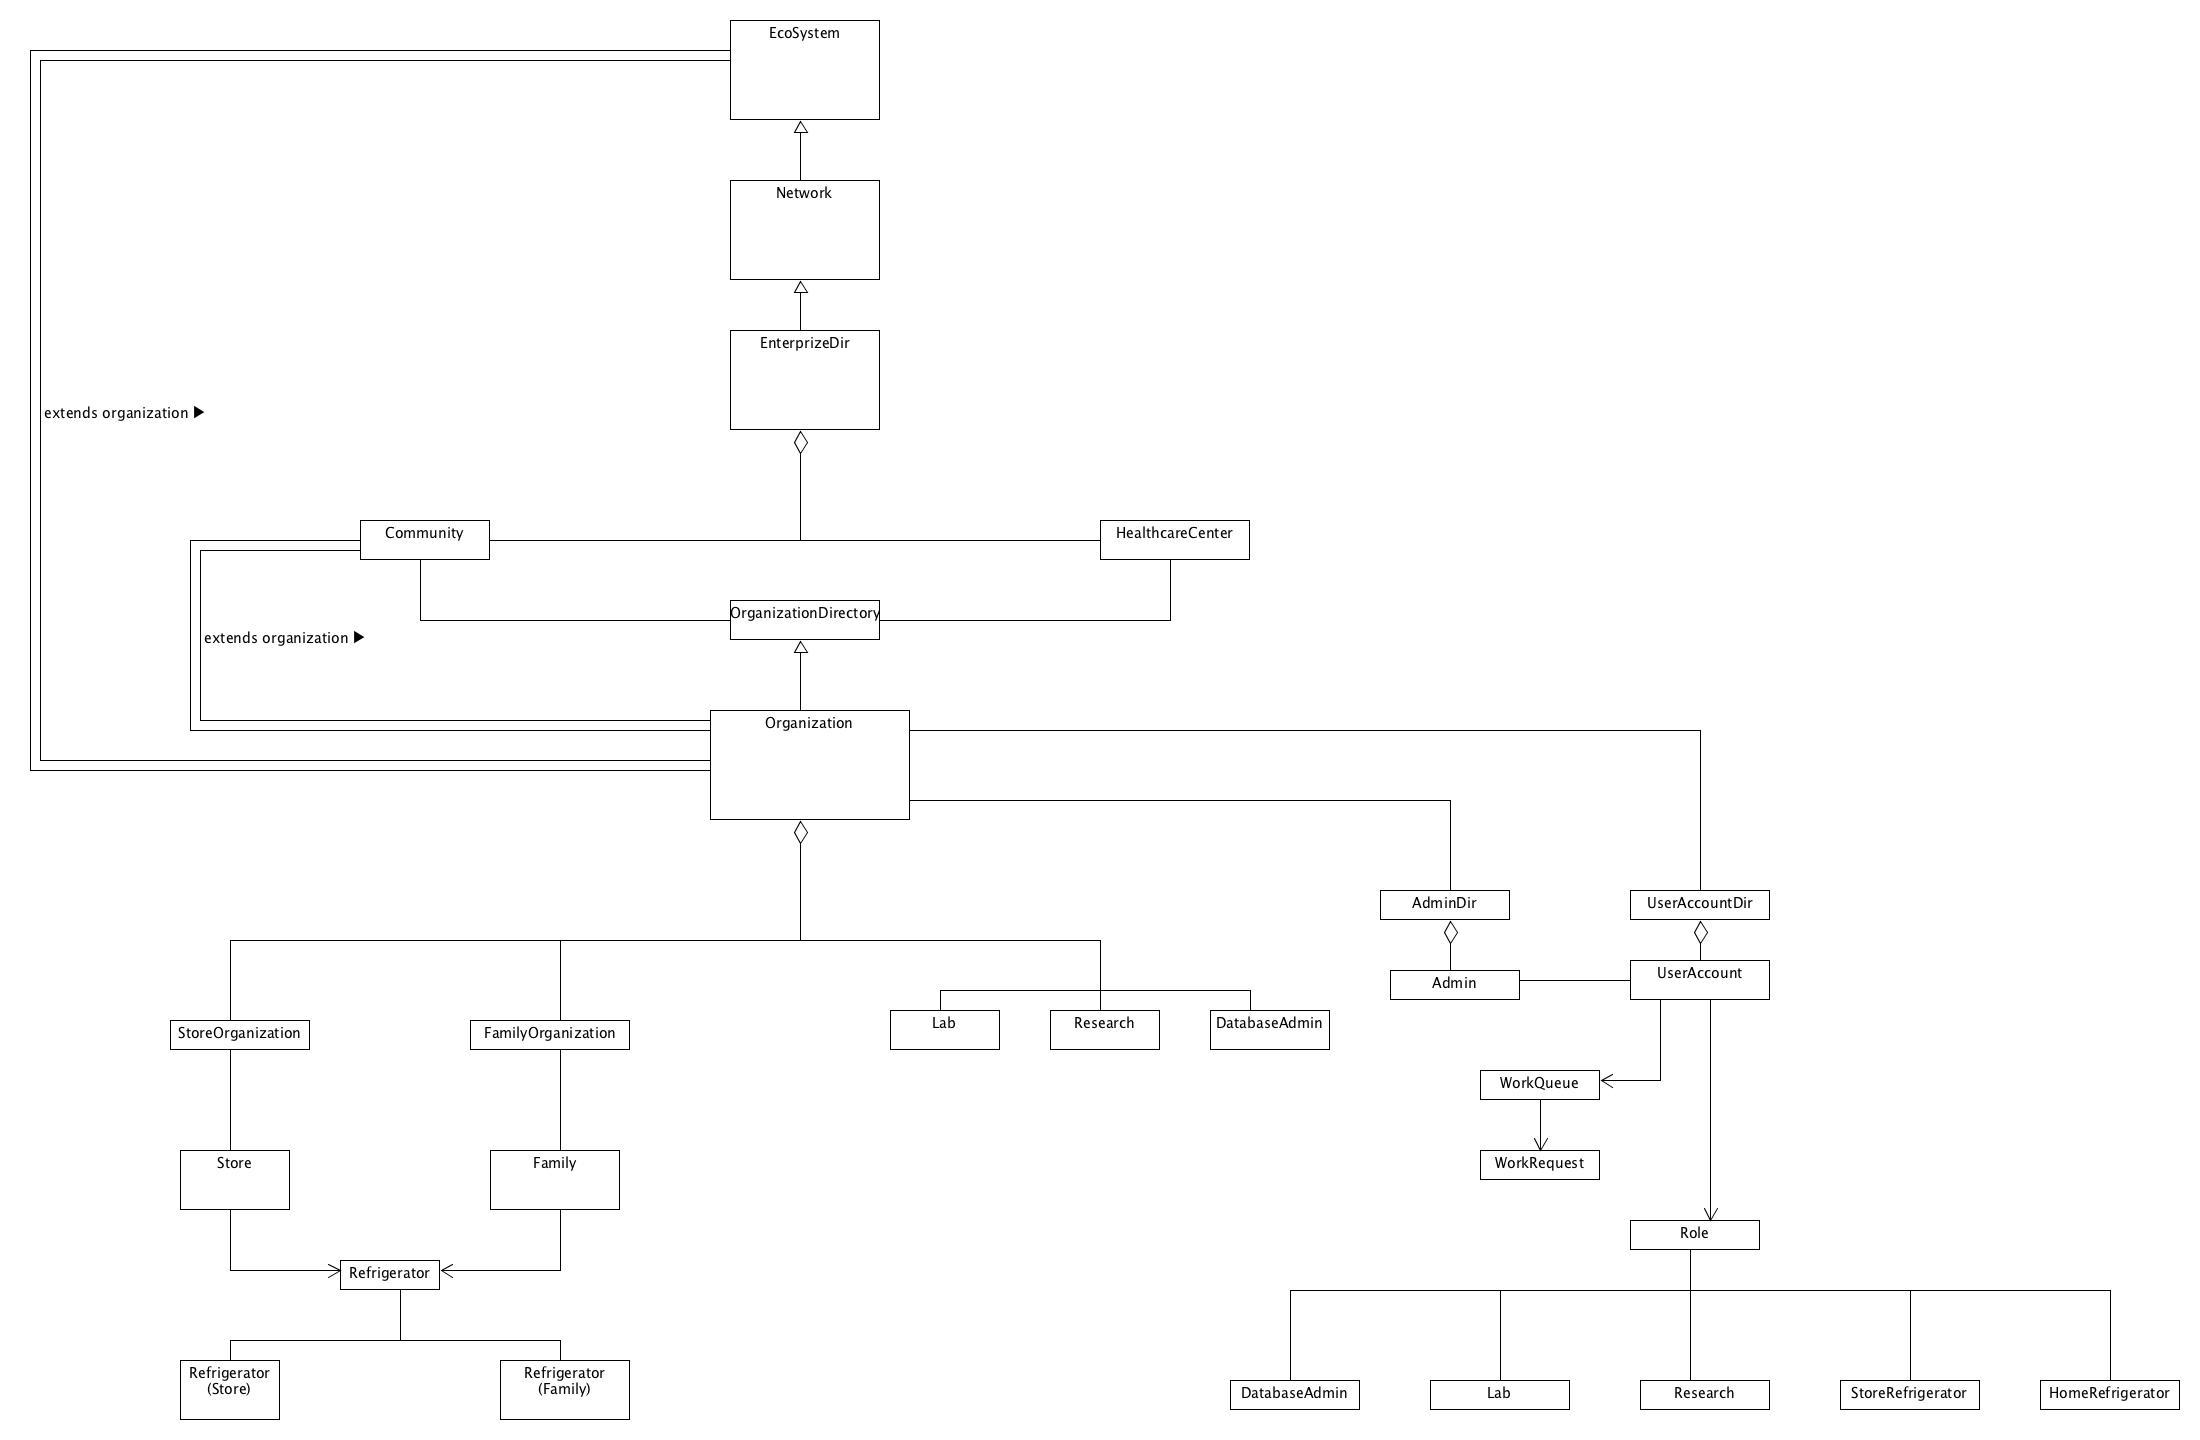 EcoSystem
Network
EnterprizeDir
extends organization ▶
Community
HealthcareCenter
OrganizationDirectory
extends organization ▶
Organization
AdminDir
UserAccountDir
Admin
UserAccount
StoreOrganization
FamilyOrganization
Lab
Research
DatabaseAdmin
WorkQueue
Store
Family
WorkRequest
Role
Refrigerator
Refrigerator
(Store)
Refrigerator
(Family)
DatabaseAdmin
Lab
Research
StoreRefrigerator
HomeRefrigerator